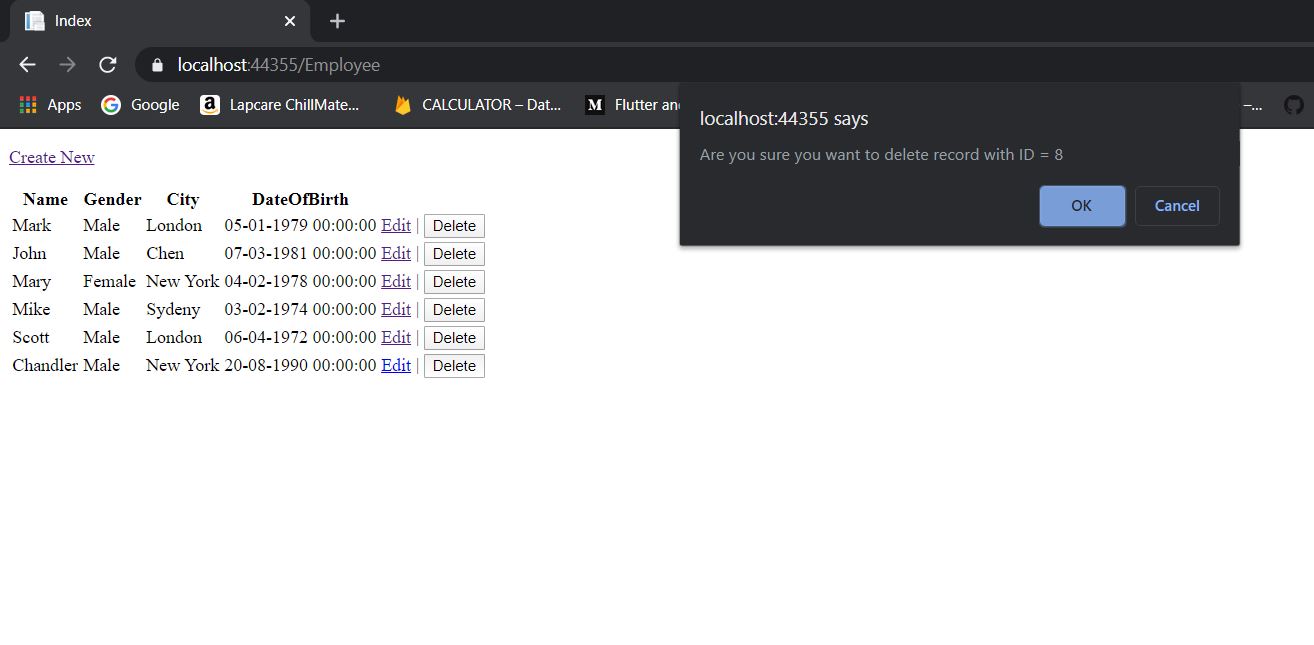 Index
localhost:44355/Employee
Apps Google Lapcare ChillMate... CALCULATOR – Dat... Flutter an –...
localhost:44355 says
Are you sure you want to delete record with ID = 8
OK Cancel
Create New
Name Gender City DateOfBirth
Mark Male London 05-01-1979 00:00:00 Edit | Delete
John Male Chen 07-03-1981 00:00:00 Edit | Delete
Mary Female New York 04-02-1978 00:00:00 Edit | Delete
Mike Male Sydeny 03-02-1974 00:00:00 Edit | Delete
Scott Male London 06-04-1972 00:00:00 Edit | Delete
Chandler Male New York 20-08-1990 00:00:00 Edit | Delete